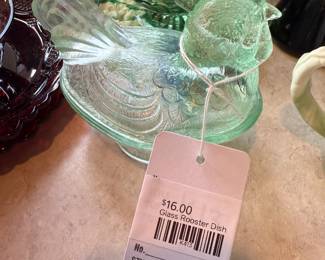 $16.00
Glass Rooster Dish
No.